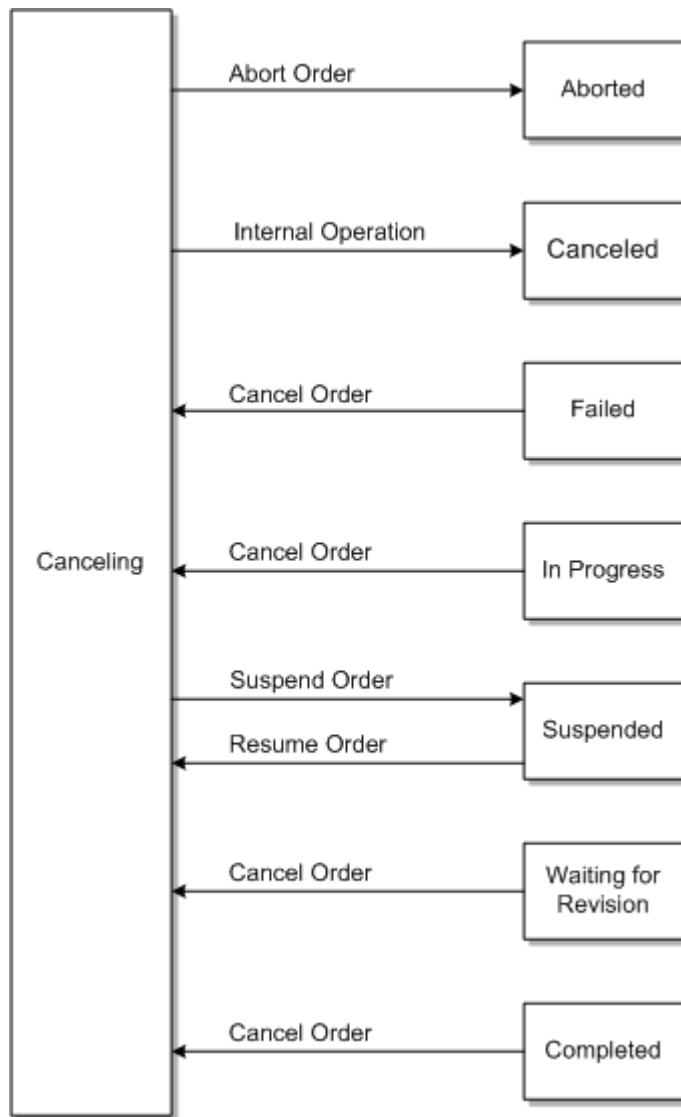 Abort Order
Aborted
Internal Operation
Canceled
Cancel Order
Failed
Canceling
Cancel Order
In Progress
Suspend Order
Suspended
Resume Order
Cancel Order
Waiting for
Revision
Cancel Order
Completed